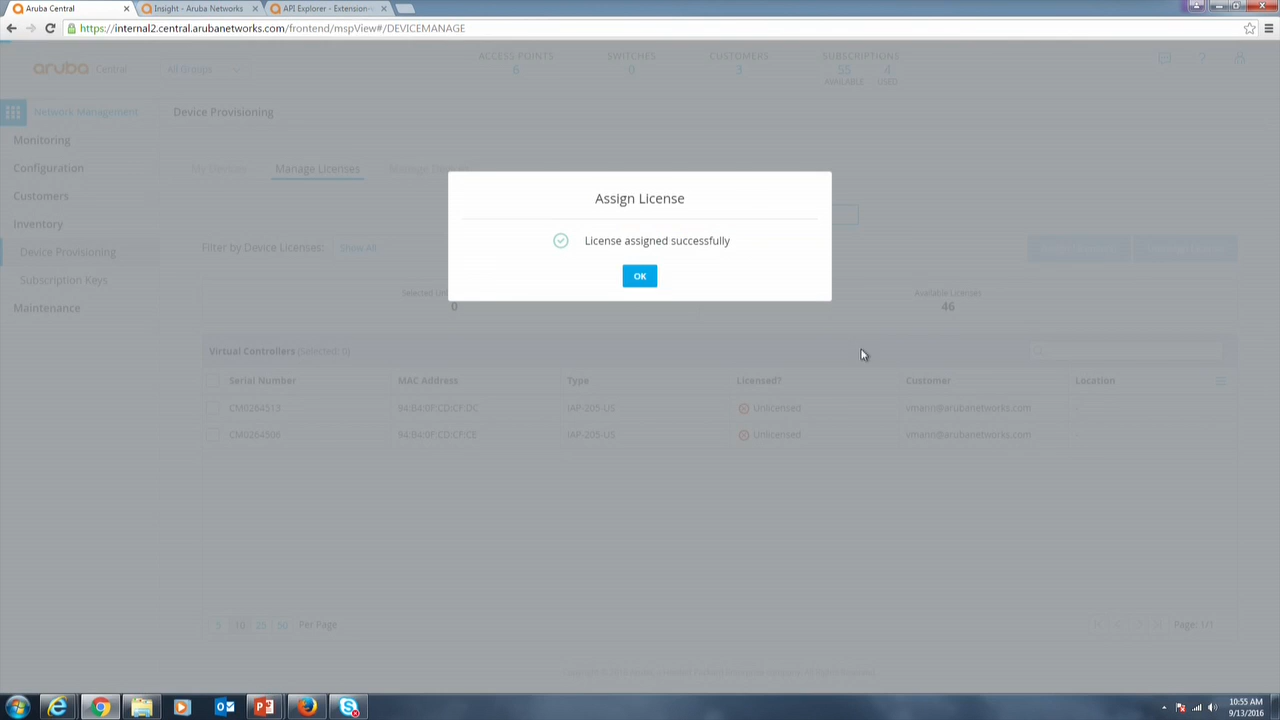 Aruba Central
Insight - Aruba Networks
API Explorer - Extension-
https://internal2.central.arubanetworks.com/frontend/mspView#/DEVICEMANAGE
aruba Central
All Groups
ACCESS POINTS
6
SWITCHES
0
CUSTOMERS
3
SUBSCRIPTIONS
55 4
AVAILABLE USED
Network Management
Device Provisioning
Monitoring
Configuration
Customers
Inventory
Device Provisioning
Subscription Keys
Maintenance
My Devices
Manage Licenses
Assign License
License assigned successfully
OK
Filter by Device Licenses: Show All
0
Available Licenses
46
Virtual Controllers (Selected: 0)
Serial Number MAC Address Type Licensed? Customer Location
CM0264513 94:B4:0F:CD:CF:DC IAP-205-US Unlicensed vmann@arubanetworks.com
CM0264506 94:B4:0F:CD:CF:CE IAP-205-US Unlicensed vmann@arubanetworks.com
5 10 25 50 Per Page
Page: 1/1
10:55 AM
9/13/2016